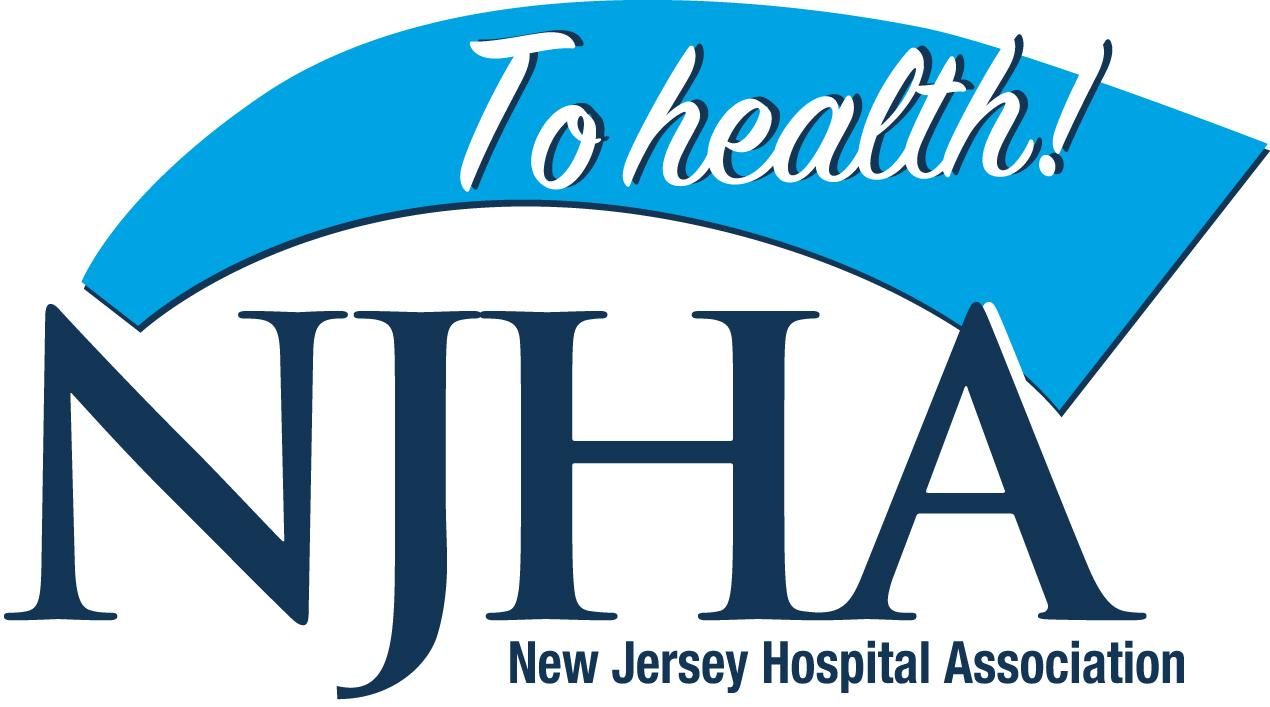 To health!
NJHA
New Jersey Hospital Association